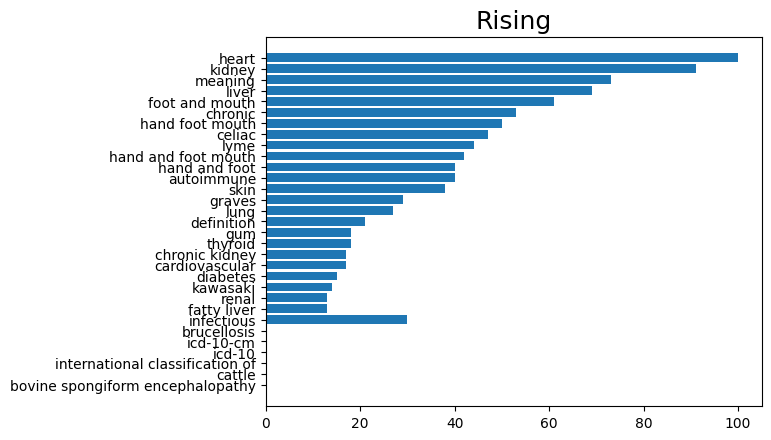 Rising
heart
kidney
meaning
liver
foot and mouth
chronic
hand foot mouth
celiac
lyme
hand and foot mouth
hand and foot
autoimmune
skin
graves
lung
definition
gum
thyroid
chronic kidney
cardiovascular
diabetes
kawasaki
renal
fatty liver
infectious
brucellosis
icd-10-cm
icd-10
international classification of
cattle
bovine spongiform encephalopathy
0 20 40 60 80 100